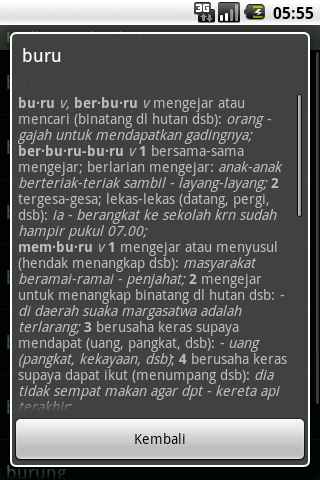 3G
05:55
buru
bu·ru v, ber·bu·ru v mengejar atau
mencari (binatang dl hutan dsb): orang -
gajah untuk mendapatkan gadingnya;
ber·bu·ru-bu·ru v 1 bersama-sama
mengejar; berlarian mengejar: anak-anak
berteriak-teriak sambil - layang-layang; 2
tergesa-gesa; lekas-lekas (datang, pergi,
dsb): ia - berangkat ke sekolah krn sudah
hampir pukul 07.00;
mem·bu·ru v 1 mengejar atau menyusul
(hendak menangkap dsb): masyarakat
beramai-ramai - penjahat; 2 mengejar
untuk menangkap binatang dl hutan dsb: -
di daerah suaka margasatwa adalah
terlarang; 3 berusaha keras supaya
mendapat (uang, pangkat, dsb): - uang
(pangkat, kekayaan, dsb); 4 berusaha keras
supaya dapat ikut (menumpang dsb): dia
tidak sempat makan agar dpt - kereta api
terakhir;
Kembali
burung